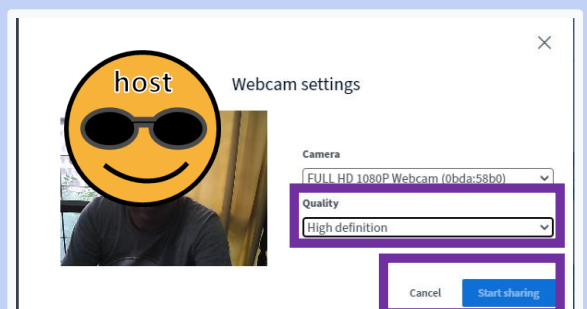 host
Webcam settings
Camera
FULL HD 1080P Webcam (0bda:58b0)
Quality
High definition
Cancel
Start sharing